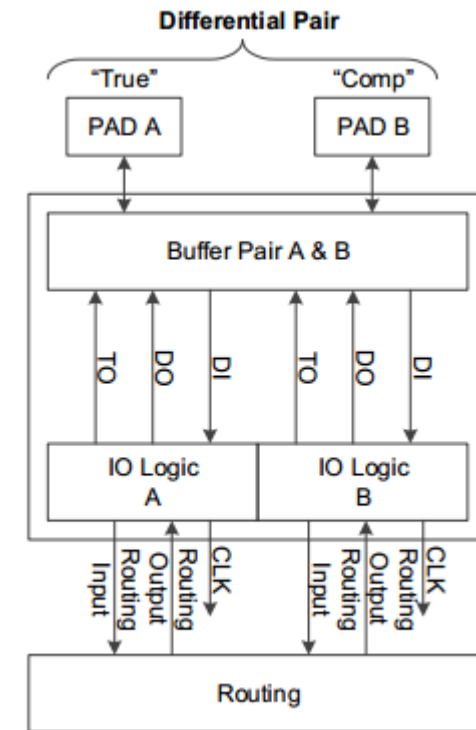 Differential Pair
“True”
“Comp”
PAD A
PAD B
Buffer Pair A & B
TO
DO
DI
TO
DO
DI
IO Logic
A
IO Logic
B
Routing
Input
Routing
Output
CLK
Routing
Input
Routing
Output
CLK
Routing